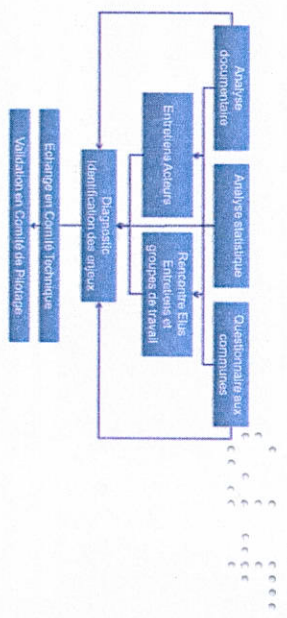 Analyse
documentaire
Analyse statistique
Questionnaire aux
communes
Entretiens Acteurs
Rencontre Elus
Entretiens et
groupes de travail
Diagnostic
Identification des enjeux
Echange en Comité Technique
Validation en Comité de Pilotage